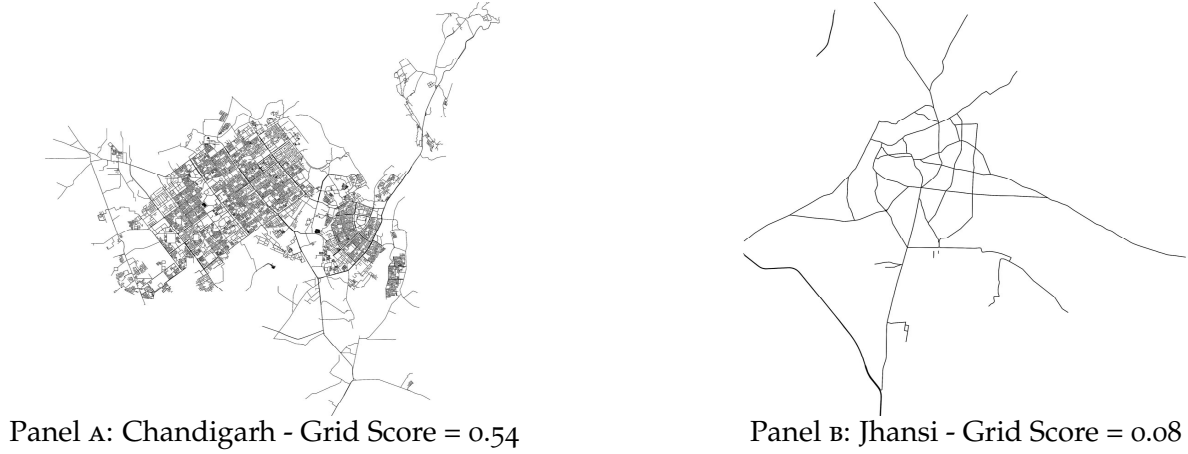 Panel A: Chandigarh - Grid Score = 0.54
Panel B: Jhansi - Grid Score = 0.08